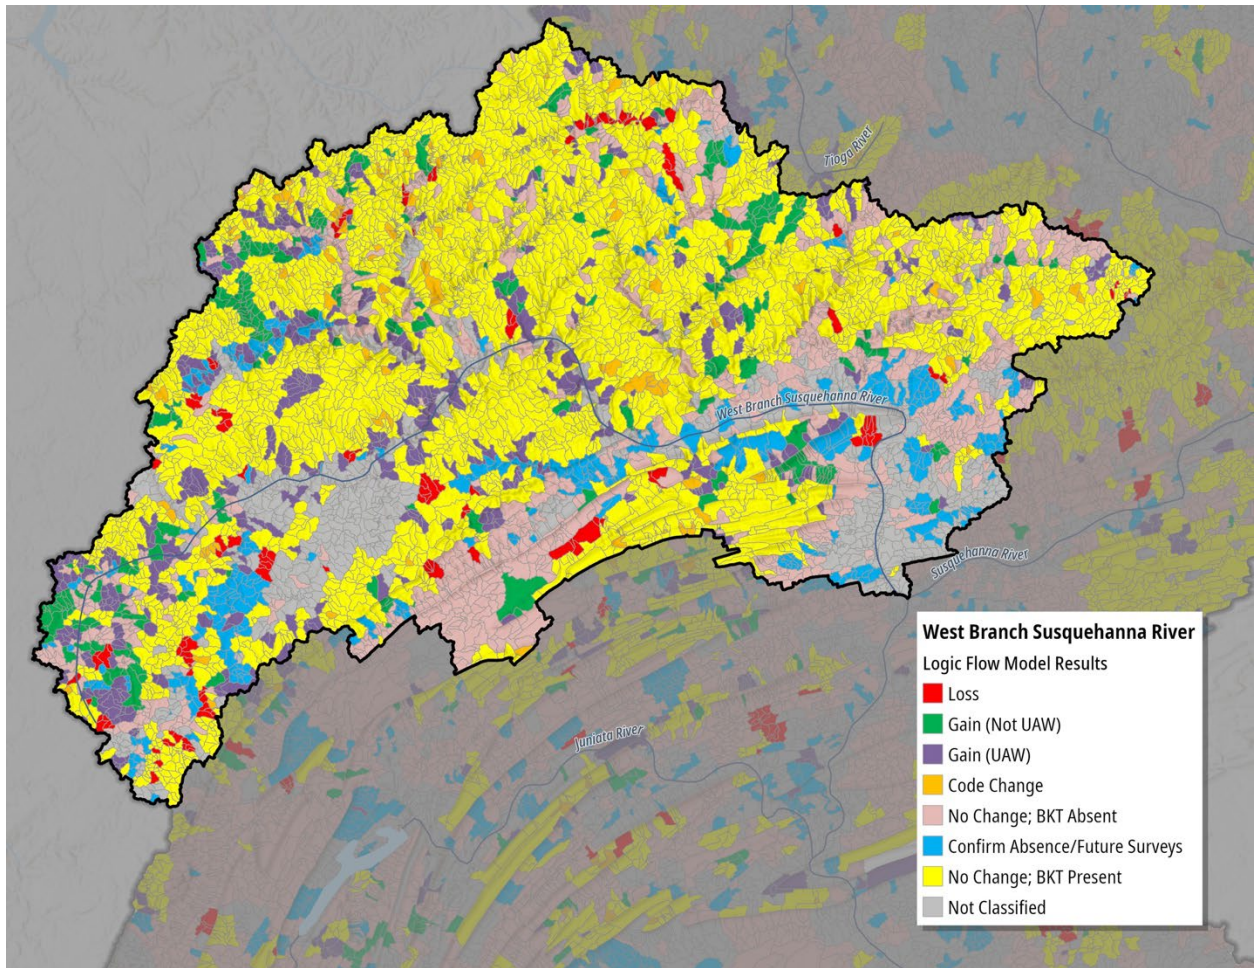 Tioga River
West Branch Susquehanna River
Susquehanna River
Juniata River
West Branch Susquehanna River
Logic Flow Model Results
Loss
Gain (Not UAW)
Gain (UAW)
Code Change
No Change; BKT Absent
Confirm Absence/Future Surveys
No Change; BKT Present
Not Classified